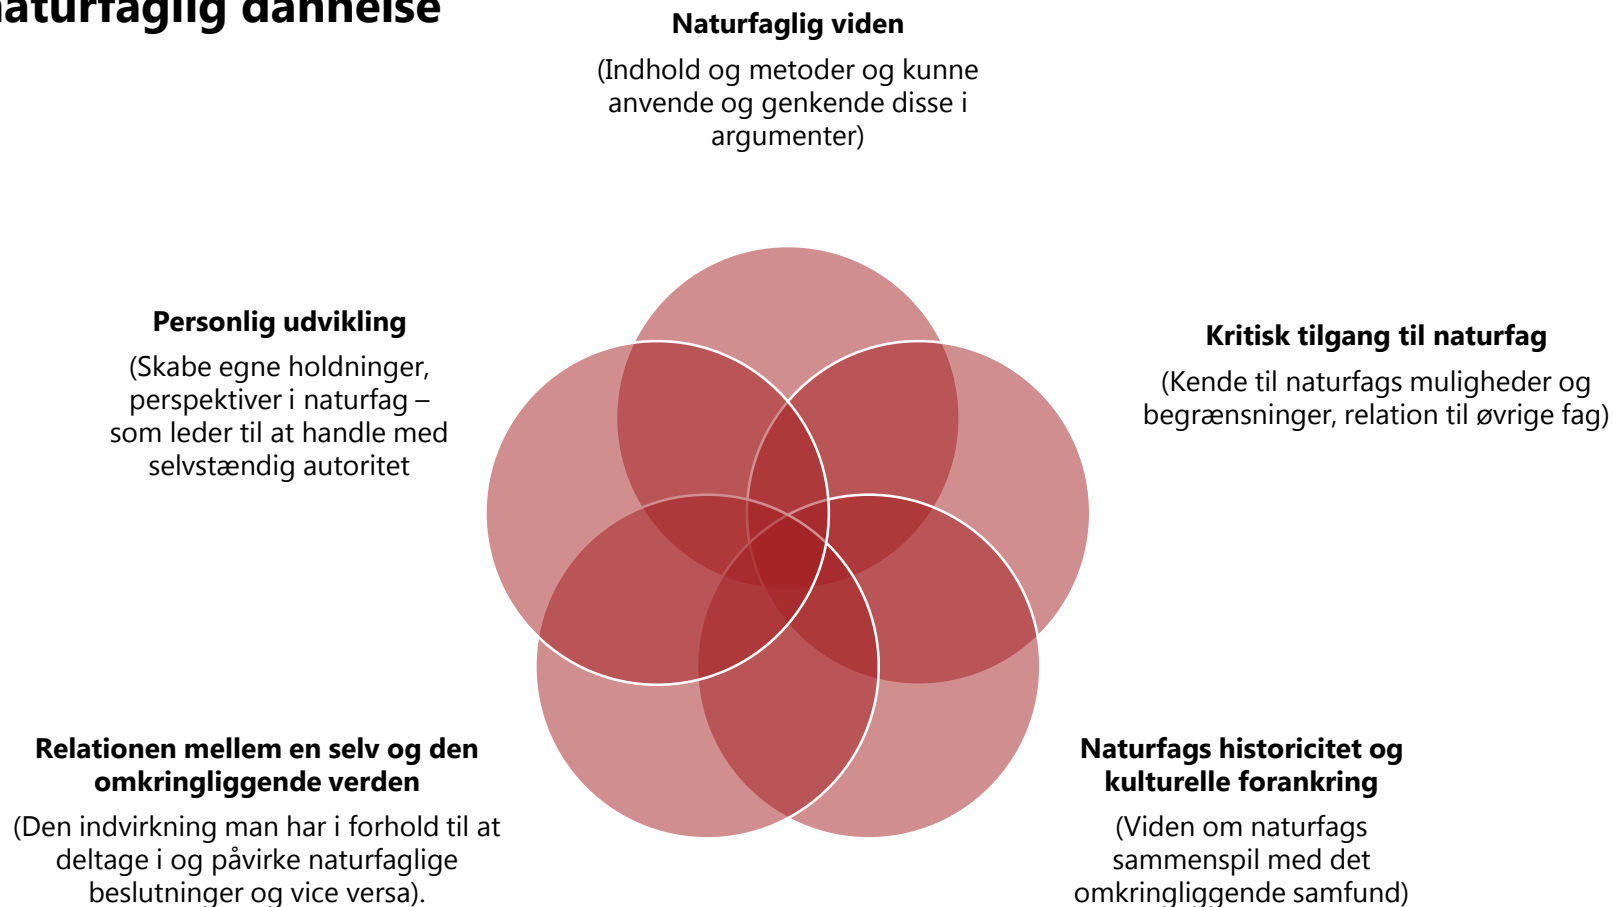 naturfaglig dannelse
Naturfaglig viden
(Indhold og metoder og kunne
anvende og genkende disse i
argumenter)
Personlig udvikling
(Skabe egne holdninger,
perspektiver i naturfag –
som leder til at handle med
selvstændig autoritet
Kritisk tilgang til naturfag
(Kende til naturfags muligheder og
begrænsninger, relation til øvrige fag)
Relationen mellem en selv og den
omkringliggende verden
(Den indvirkning man har i forhold til at
deltage i og påvirke naturfaglige
beslutninger og vice versa).
Naturfags historicitet og
kulturelle forankring
(Viden om naturfags
sammenspil med det
omkringliggende samfund)